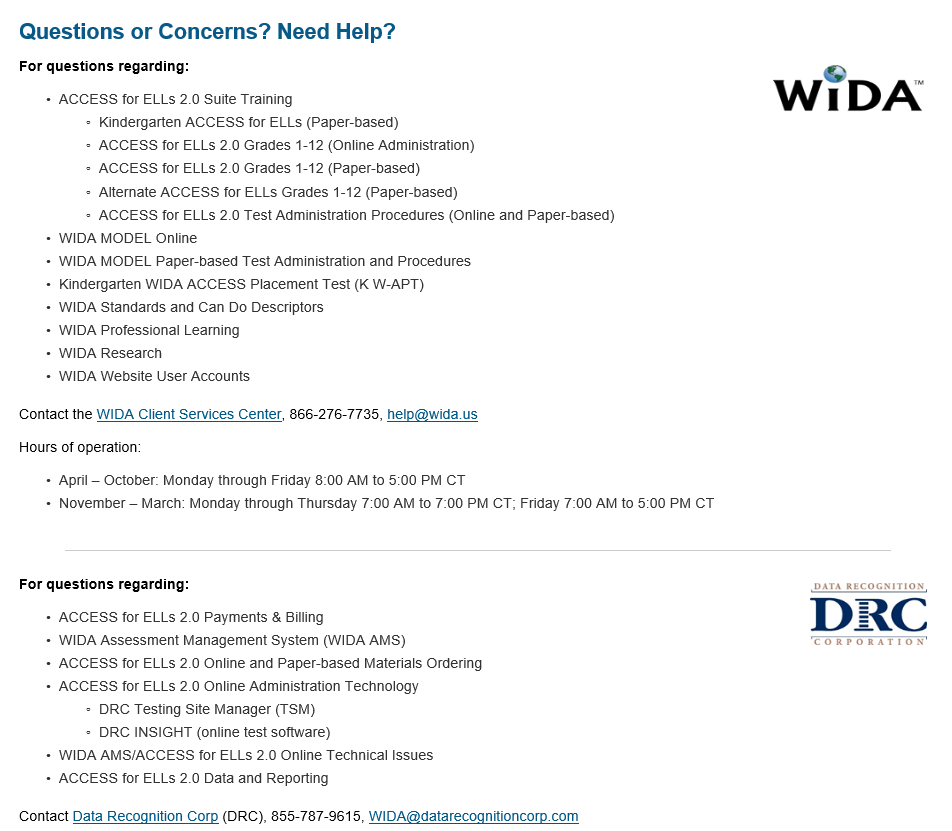 Questions or Concerns? Need Help?
For questions regarding:
WiDA™
• ACCESS for ELLs 2.0 Suite Training
◦ Kindergarten ACCESS for ELLs (Paper-based)
◦ ACCESS for ELLs 2.0 Grades 1-12 (Online Administration)
◦ ACCESS for ELLs 2.0 Grades 1-12 (Paper-based)
◦ Alternate ACCESS for ELLs Grades 1-12 (Paper-based)
◦ ACCESS for ELLs 2.0 Test Administration Procedures (Online and Paper-based)
• WIDA MODEL Online
• WIDA MODEL Paper-based Test Administration and Procedures
• Kindergarten WIDA ACCESS Placement Test (K W-APT)
• WIDA Standards and Can Do Descriptors
• WIDA Professional Learning
• WIDA Research
• WIDA Website User Accounts
Contact the WIDA Client Services Center, 866-276-7735, help@wida.us
Hours of operation:
• April – October: Monday through Friday 8:00 AM to 5:00 PM CT
• November – March: Monday through Thursday 7:00 AM to 7:00 PM CT; Friday 7:00 AM to 5:00 PM CT
For questions regarding:
DATA RECOGNITION
DRC
CORPORATION
• ACCESS for ELLs 2.0 Payments & Billing
• WIDA Assessment Management System (WIDA AMS)
• ACCESS for ELLs 2.0 Online and Paper-based Materials Ordering
• ACCESS for ELLs 2.0 Online Administration Technology
◦ DRC Testing Site Manager (TSM)
◦ DRC INSIGHT (online test software)
• WIDA AMS/ACCESS for ELLs 2.0 Online Technical Issues
• ACCESS for ELLs 2.0 Data and Reporting
Contact Data Recognition Corp (DRC), 855-787-9615, WIDA@datarecognitioncorp.com